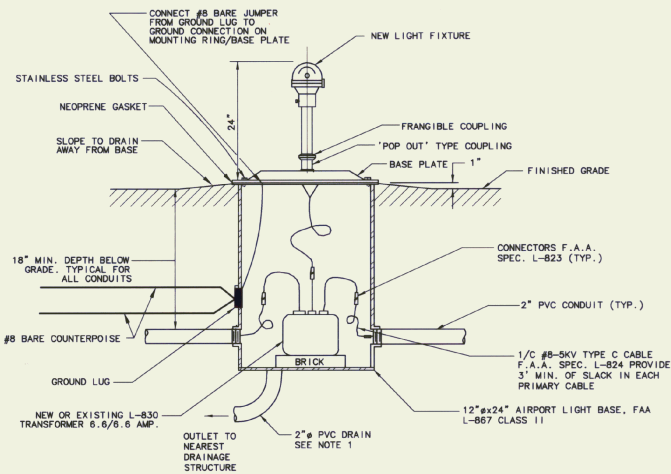 CONNECT #8 BARE JUMPER
FROM GROUND LUG TO
GROUND CONNECTION ON
MOUNTING RING/BASE PLATE
NEW LIGHT FIXTURE
STAINLESS STEEL BOLTS
NEOPRENE GASKET
24"
FRANGIBLE COUPLING
SLOPE TO DRAIN
AWAY FROM BASE
'POP OUT' TYPE COUPLING
BASE PLATE
1"
FINISHED GRADE
18" MIN. DEPTH BELOW
GRADE. TYPICAL FOR
ALL CONDUITS
CONNECTORS F.A.A.
SPEC. L-823 (TYP.)
2" PVC CONDUIT (TYP.)
#8 BARE COUNTERPOISE
BRICK
1/C #8-5KV TYPE C CABLE
F.A.A. SPEC. L-824 PROVIDE
3' MIN. OF SLACK IN EACH
PRIMARY CABLE
GROUND LUG
NEW OR EXISTING L-830
TRANSFORMER 6.6/6.6 AMP.
12"øx24" AIRPORT LIGHT BASE, FAA
L-867 CLASS II
2"ø PVC DRAIN
SEE NOTE 1
OUTLET TO
NEAREST
DRAINAGE
STRUCTURE